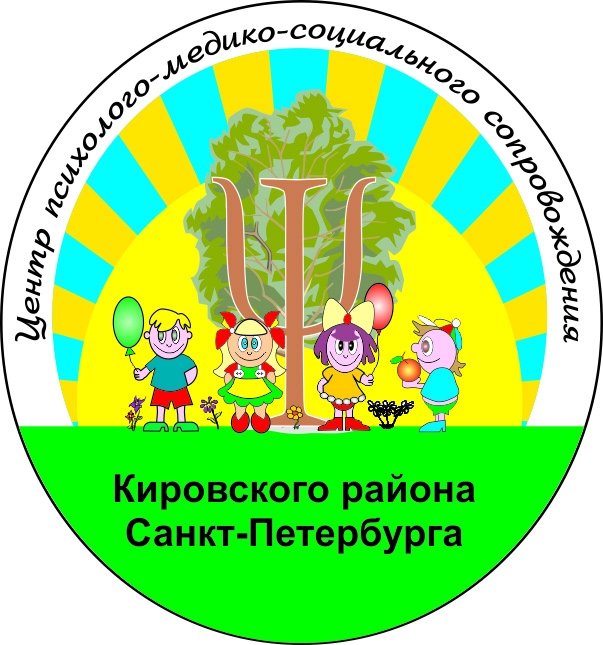 Центр психолого-медико-социального сопровождения
Кировского района
Санкт-Петербурга